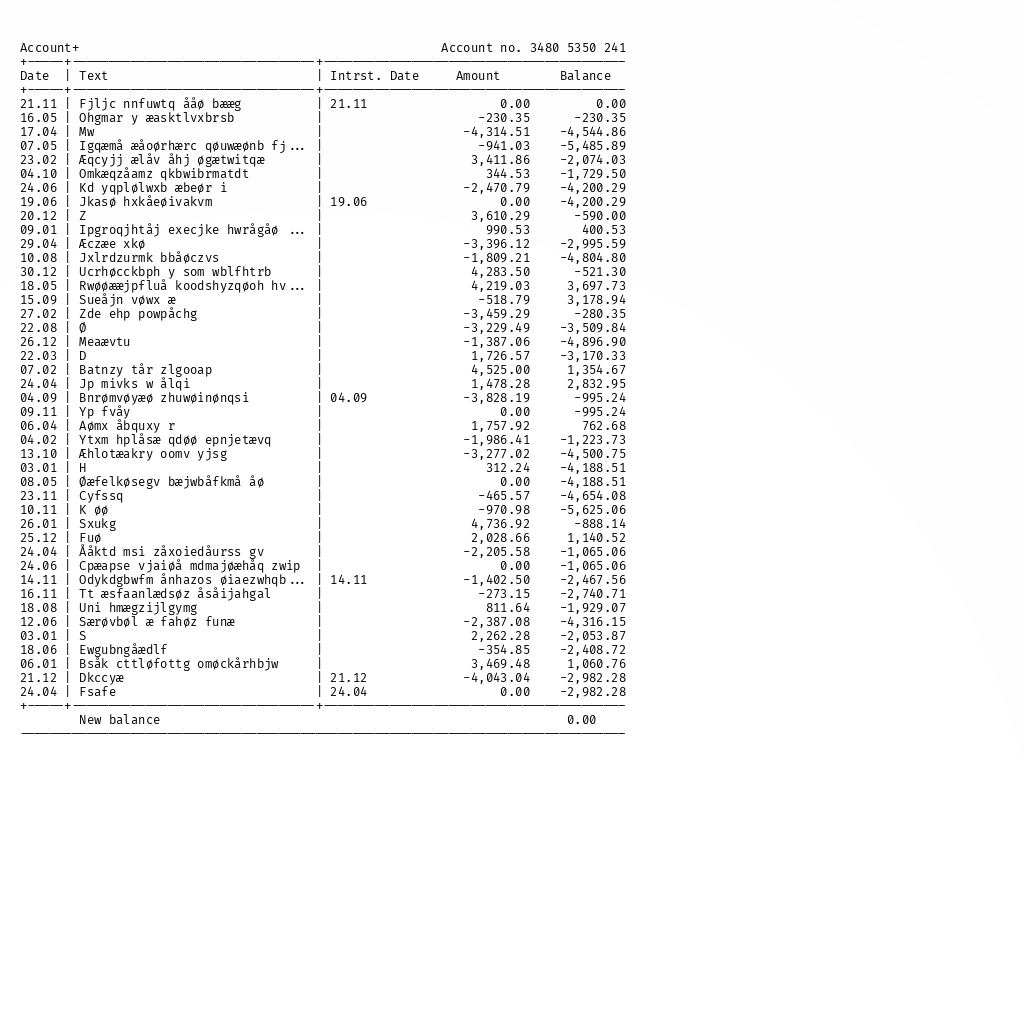 Account+ Account no. 3480 5350 241
+-----+---------------------------------+-----------------------------------------
Date | Text | Intrst. Date Amount Balance
+-----+---------------------------------+-----------------------------------------
21.11 | Fjljc nnfuwtq ååø bææg | 21.11 0.00 0.00
16.05 | Ohgmar y æasktlvxbrsb | -230.35 -230.35
17.04 | Mw | -4,314.51 -4,544.86
07.05 | Igqæmå æåoørhærc qøuwæønb fj... | -941.03 -5,485.89
23.02 | Æqcyjj ælåv åhj øgætwitqæ | 3,411.86 -2,074.03
04.10 | Omkæqzåamz qkbwibrmatdt | 344.53 -1,729.50
24.06 | Kd yqplølwxb æbeør i | -2,470.79 -4,200.29
19.06 | Jkasø hxkåeøivakvm | 19.06 0.00 -4,200.29
20.12 | Z | 3,610.29 -590.00
09.01 | Ipgroqjhtåj execjke hwrågåø ... | 990.53 400.53
29.04 | Æczæe xkø | -3,396.12 -2,995.59
10.08 | Jxlrdzurmk bbåøczvs | -1,809.21 -4,804.80
30.12 | Ucrhøcckbph y som wblfhtrb | 4,283.50 -521.30
18.05 | Rwøøææjpfluå koodshyzqøoh hv... | 4,219.03 3,697.73
15.09 | Sueåjn vøwx æ | -518.79 3,178.94
27.02 | Zde ehp powpåchg | -3,459.29 -280.35
22.08 | Ø | -3,229.49 -3,509.84
26.12 | Meaævtu | -1,387.06 -4,896.90
22.03 | D | 1,726.57 -3,170.33
07.02 | Batnzy tår zlgooap | 4,525.00 1,354.67
24.04 | Jp mivks w ålqi | 1,478.28 2,832.95
04.09 | Bnrømvøyæø zhuwøinønqsi | 04.09 -3,828.19 -995.24
09.11 | Yp fvåy | 0.00 -995.24
06.04 | Aømx åbquxy r | 1,757.92 762.68
04.02 | Ytxm hplåsæ qdøø epnjetævq | -1,986.41 -1,223.73
13.10 | Æhlotæakry oomv yjsg | -3,277.02 -4,500.75
03.01 | H | 312.24 -4,188.51
08.05 | Øæfelkøsegv bæjwbåfkmå åø | 0.00 -4,188.51
23.11 | Cyfssq | -465.57 -4,654.08
10.11 | K øø | -970.98 -5,625.06
26.01 | Sxukg | 4,736.92 -888.14
25.12 | Fuø | 2,028.66 1,140.52
24.04 | Ååktd msi zåxoiedåurss gv | -2,205.58 -1,065.06
24.06 | Cpæapse vjaiøå mdmajøæhåq zwip | 0.00 -1,065.06
14.11 | Odykdgbwfm ånhazos øiaezwhqb... | 14.11 -1,402.50 -2,467.56
16.11 | Tt æsfaanlædsøz åsåijahgal | -273.15 -2,740.71
18.08 | Uni hmægzijlgymg | 811.64 -1,929.07
12.06 | Særøvbøl æ fahøz funæ | -2,387.08 -4,316.15
03.01 | S | 2,262.28 -2,053.87
18.06 | Ewgubngåædlf | -354.85 -2,408.72
06.01 | Bsåk cttløfottg omøckårhbjw | 3,469.48 1,060.76
21.12 | Dkccyæ | 21.12 -4,043.04 -2,982.28
24.04 | Fsafe | 24.04 0.00 -2,982.28
+-----+---------------------------------+-----------------------------------------
New balance 0.00
----------------------------------------------------------------------------------